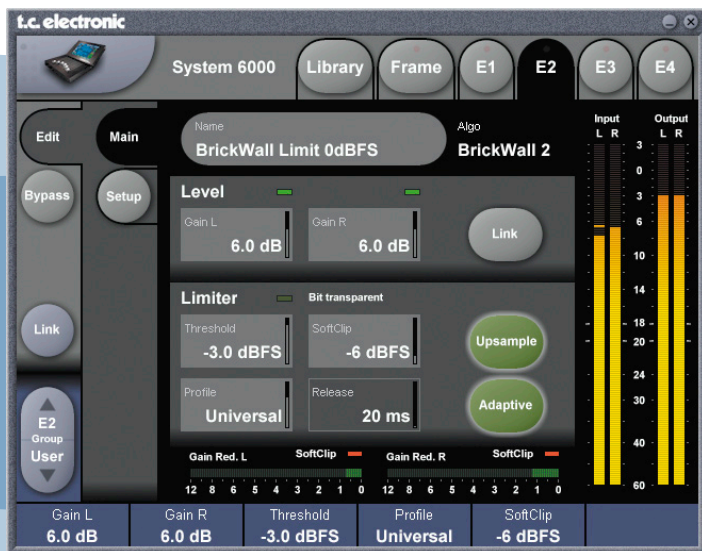 t.c. electronic
System 6000 Library Frame E1 E2 E3 E4
Edit Main Name Algo Input Output
BrickWall Limit 0dBFS BrickWall 2 L R L R
3
0
Bypass Setup Level 3
Gain L Gain R Link 6
6.0 dB 6.0 dB 10
Limiter Bit transparent 14
Link Threshold SoftClip Upsample 18
-3.0 dBFS -6 dBFS 20
Profile Release Adaptive 24
Universal 20 ms 30
E2
Group
User
Gain Red. L SoftClip Gain Red. R SoftClip 40
12 8 6 5 4 3 2 1 0 12 8 6 5 4 3 2 1 0 60
Gain L Gain R Threshold Profile SoftClip
6.0 dB 6.0 dB -3.0 dBFS Universal -6 dBFS